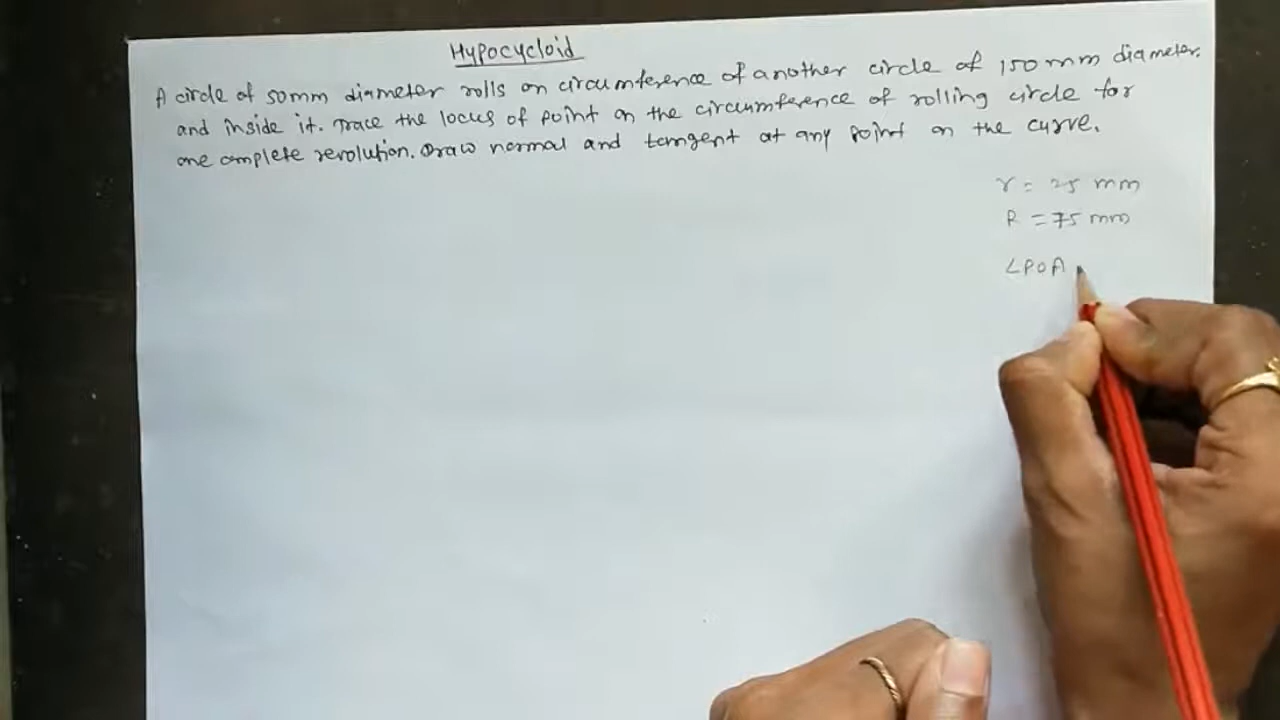 Hypocycloid
A circle of 50mm diameter rolls on circumference of another circle of 150mm diameter.
and inside it. Trace the locus of point on the circumference of rolling circle for
one complete revolution. Draw normal and tangent at any point on the curve.
r = 25 mm
R = 75 mm
∠POA